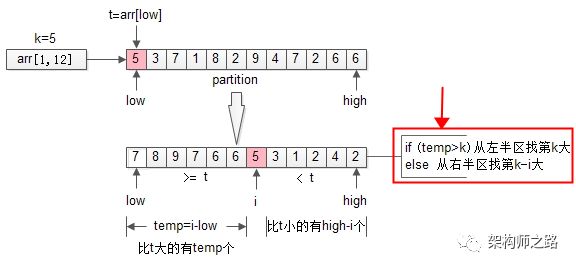 t=arr[low]
k=5
arr[1,12]
5 3 7 1 8 2 9 4 7 2 6 6
low
partition
high
7 8 9 7 6 6 5 3 1 2 4 2
>= t
< t
low
i
high
temp=i-low
比t小的有high-i个
比t大的有temp个
if(temp>k)从左半区找第k大
else 从右半区找第k-i大
架构师之路